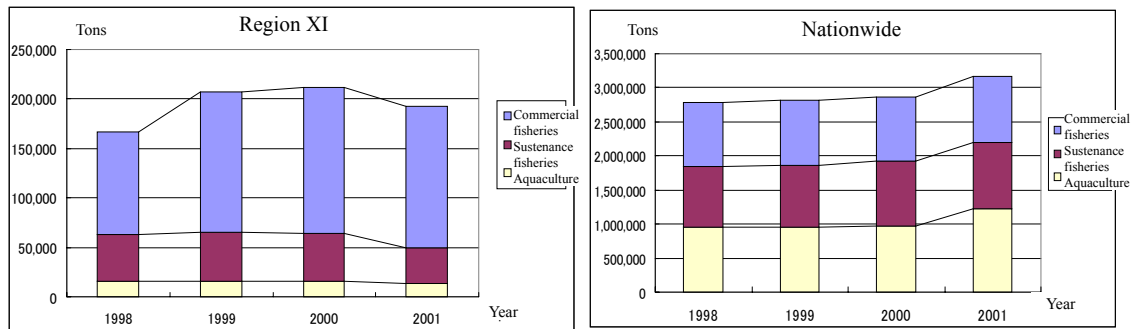 Region XI
Tons
250,000
200,000
150,000
100,000
50,000
0
1998
1999
2000
2001
Year
Commercial
fisheries
Sustenance
fisheries
Aquaculture
Nationwide
Tons
3,500,000
3,000,000
2,500,000
2,000,000
1,500,000
1,000,000
500,000
0
1998
1999
2000
2001
Year
Commercial
fisheries
Sustenance
fisheries
Aquaculture